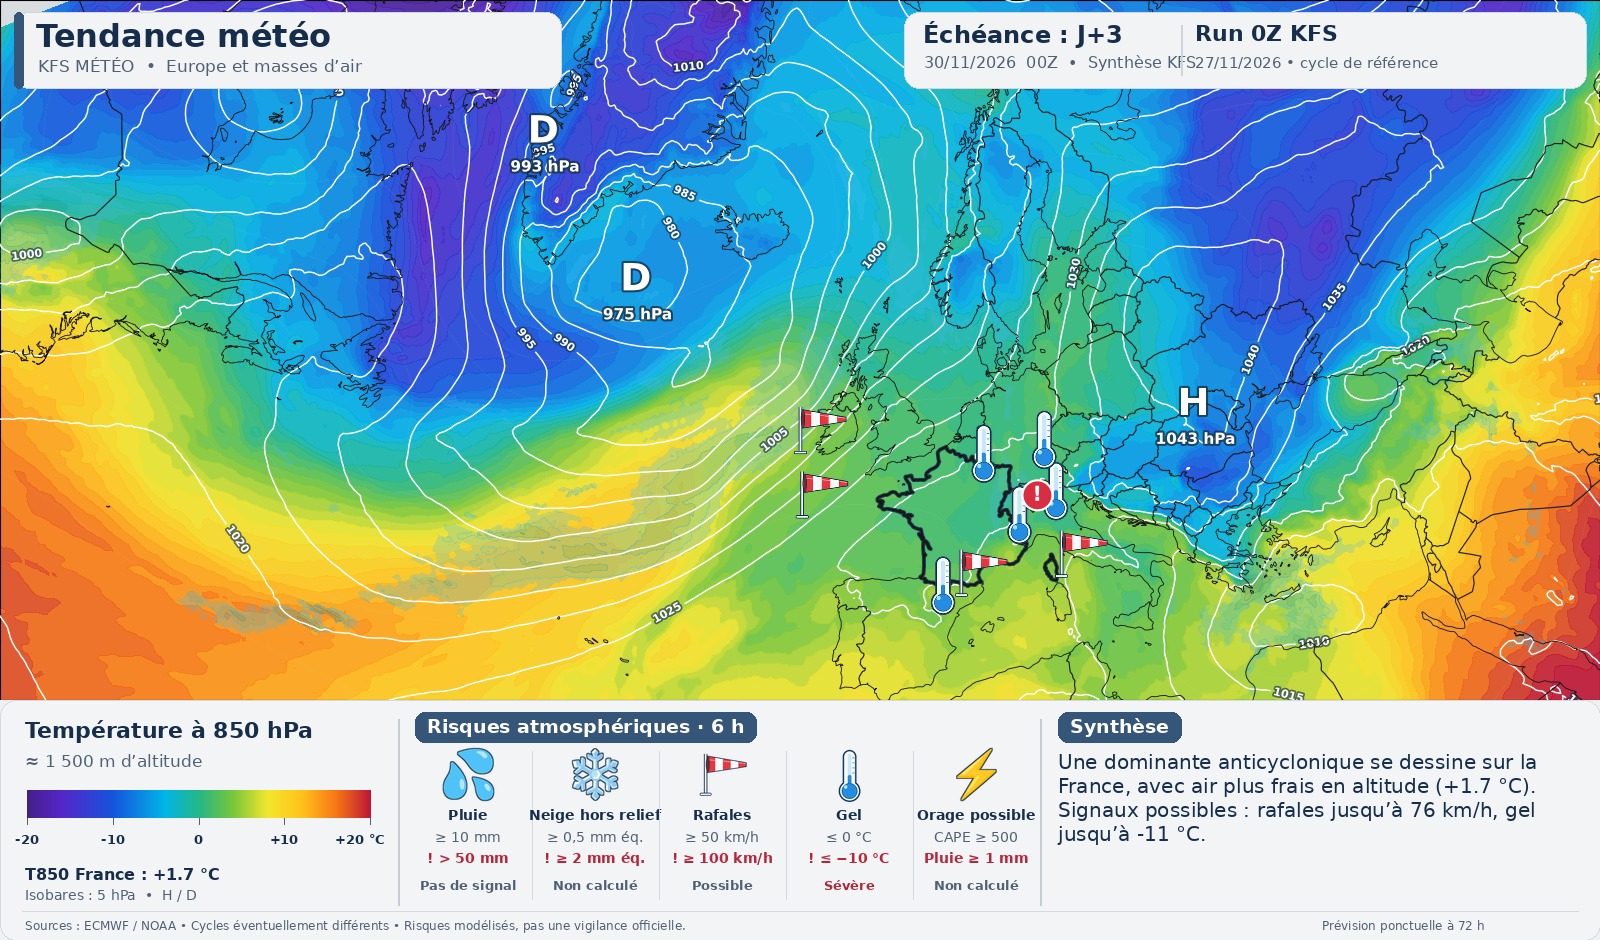 Tendance météo
KFS MÉTÉO • Europe et masses d’air
Échéance : J+3
30/11/2026 00Z • Synthèse KFS
Run 0Z KFS
27/11/2026 • cycle de référence
1010
995
D
995
993 hPa
985
980
1000
1000
1030
D
975 hPa
1035
995
990
1020
1040
H
1043 hPa
1005
!
1020
1025
1010
1015
Température à 850 hPa
≈ 1 500 m d’altitude
-20 -10 0 +10 +20 °C
T850 France : +1.7 °C
Isobares : 5 hPa • H / D
Risques atmosphériques · 6 h
Pluie
≥ 10 mm
! > 50 mm
Pas de signal
Neige hors relief
≥ 0,5 mm éq.
! ≥ 2 mm éq.
Non calculé
Rafales
≥ 50 km/h
! ≥ 100 km/h
Possible
Gel
≤ 0 °C
! ≤ −10 °C
Sévère
Orage possible
CAPE ≥ 500
Pluie ≥ 1 mm
Non calculé
Synthèse
Une dominante anticyclonique se dessine sur la
France, avec air plus frais en altitude (+1.7 °C).
Signaux possibles : rafales jusqu’à 76 km/h, gel
jusqu’à -11 °C.
Sources : ECMWF / NOAA • Cycles éventuellement différents • Risques modélisés, pas une vigilance officielle.
Prévision ponctuelle à 72 h